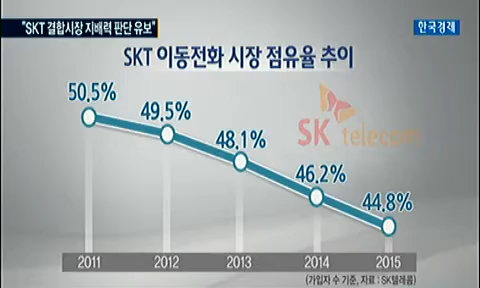 "SKT 결합시장 지배력 판단 유보"
한국경제
SKT 이동전화 시장 점유율 추이
50.5%
49.5%
48.1%
46.2%
44.8%
SK telecom
2011 2012 2013 2014 2015
(가입자 수 기준, 자료 : SK텔레콤)